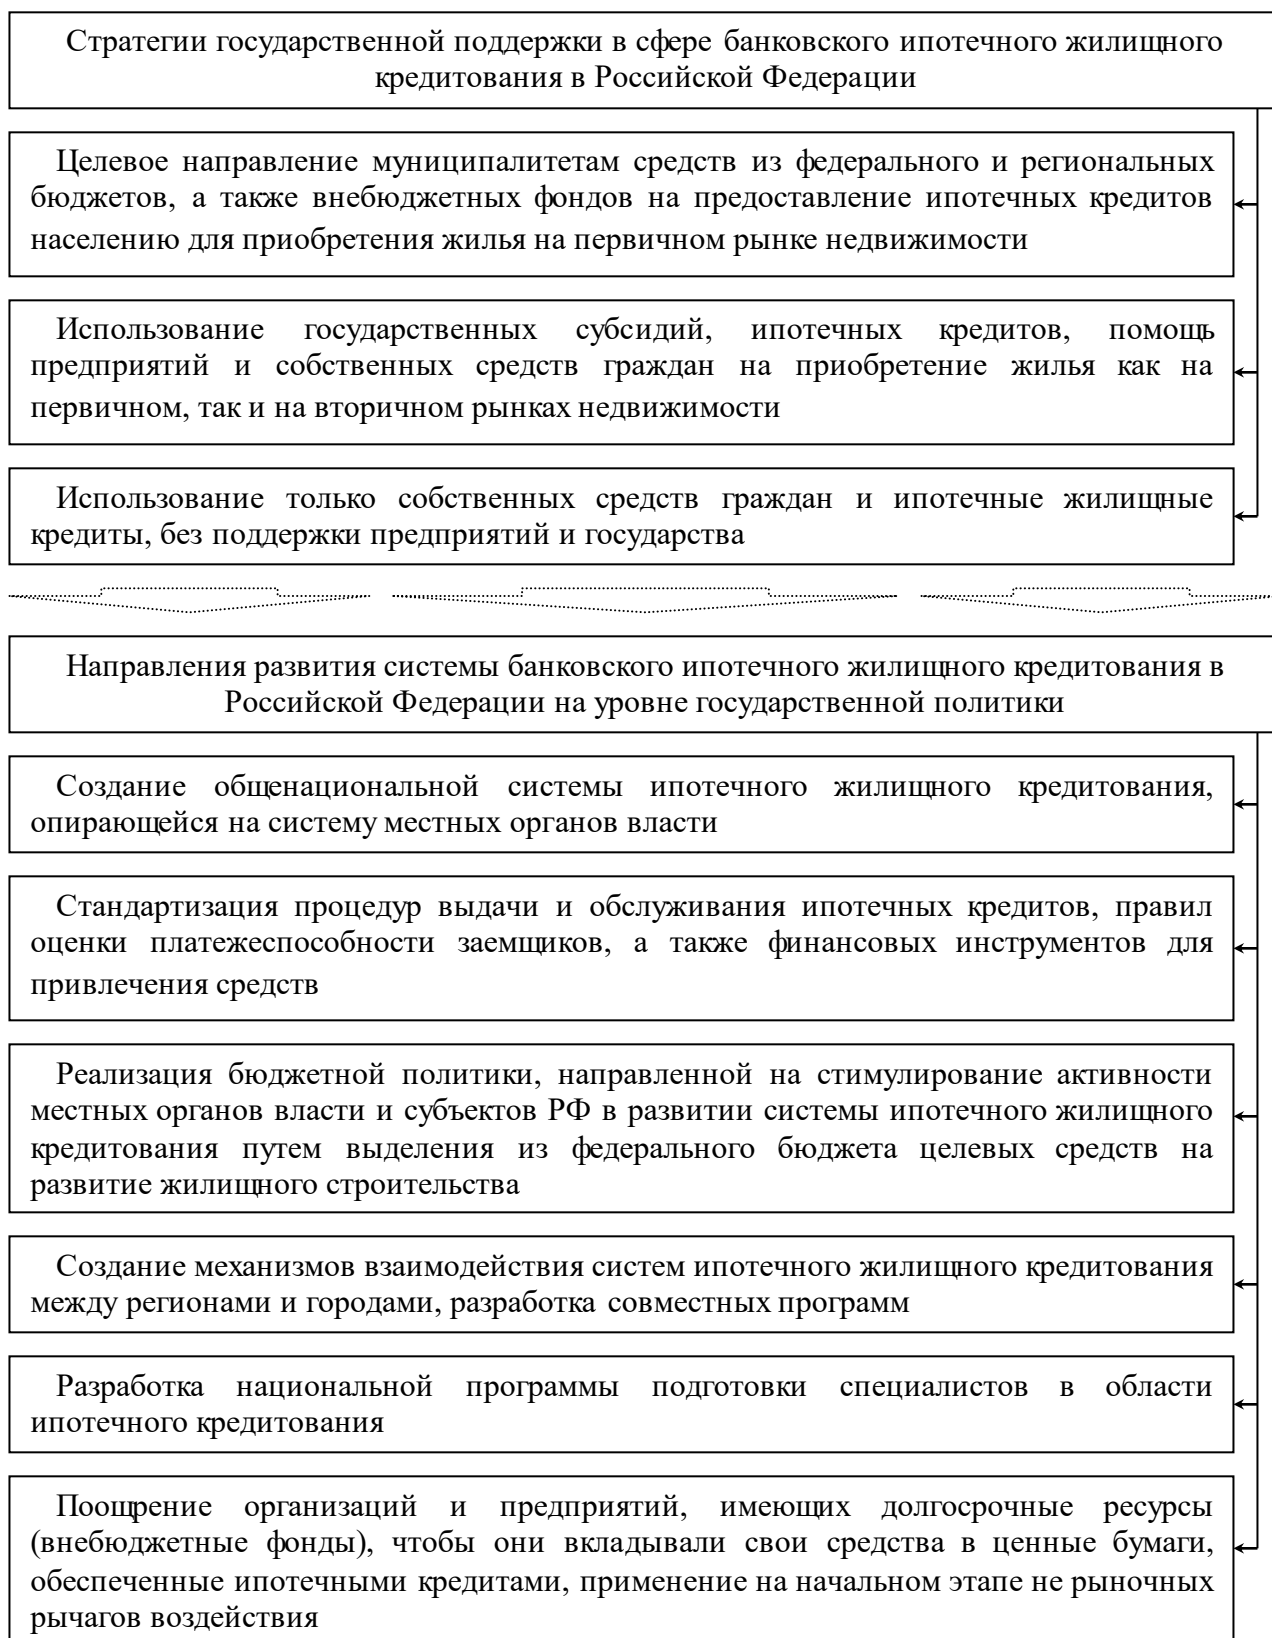 Стратегии государственной поддержки в сфере банковского ипотечного жилищного
кредитования в Российской Федерации
Целевое направление муниципалитетам средств из федерального и региональных
бюджетов, а также внебюджетных фондов на предоставление ипотечных кредитов
населению для приобретения жилья на первичном рынке недвижимости
Использование государственных субсидий, ипотечных кредитов, помощь
предприятий и собственных средств граждан на приобретение жилья как на
первичном, так и на вторичном рынках недвижимости
Использование только собственных средств граждан и ипотечные жилищные
кредиты, без поддержки предприятий и государства
Направления развития системы банковского ипотечного жилищного кредитования в
Российской Федерации на уровне государственной политики
Создание общенациональной системы ипотечного жилищного кредитования,
опирающейся на систему местных органов власти
Стандартизация процедур выдачи и обслуживания ипотечных кредитов, правил
оценки платежеспособности заемщиков, а также финансовых инструментов для
привлечения средств
Реализация бюджетной политики, направленной на стимулирование активности
местных органов власти и субъектов РФ в развитии системы ипотечного жилищного
кредитования путем выделения из федерального бюджета целевых средств на
развитие жилищного строительства
Создание механизмов взаимодействия систем ипотечного жилищного кредитования
между регионами и городами, разработка совместных программ
Разработка национальной программы подготовки специалистов в области
ипотечного кредитования
Поощрение организаций и предприятий, имеющих долгосрочные ресурсы
(внебюджетные фонды), чтобы они вкладывали свои средства в ценные бумаги,
обеспеченные ипотечными кредитами, применение на начальном этапе не рыночных
рычагов воздействия